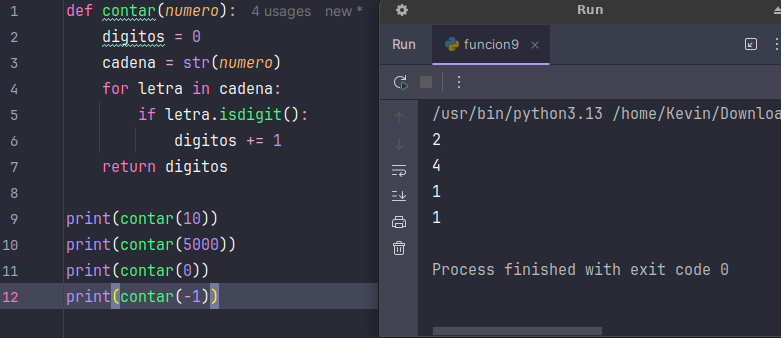 1 def contar(numero): 4 usages new *
2 digitos = 0
3 cadena = str(numero)
4 for letra in cadena:
5 if letra.isdigit():
6 digitos += 1
7 return digitos
8
9 print(contar(10))
10 print(contar(5000))
11 print(contar(0))
12 print(contar(-1))
Run
Run funcion9 ×
/usr/bin/python3.13 /home/Kevin/Downloa
2
4
1
1
Process finished with exit code 0